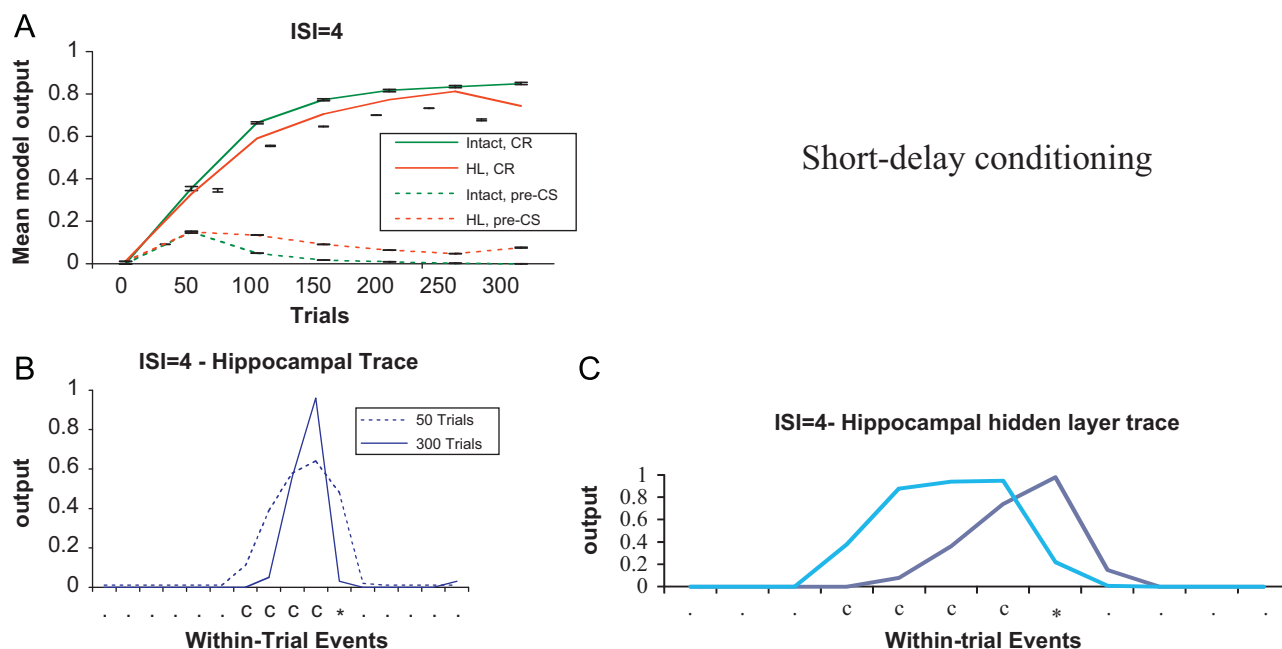 A
ISI=4
Mean model output
1
0.8
0.6
0.4
0.2
0
0 50 100 150 200 250 300
Trials
Intact, CR
HL, CR
Intact, pre-CS
HL, pre-CS
Short-delay conditioning
B
ISI=4 - Hippocampal Trace
output
1
0.8
0.6
0.4
0.2
0
50 Trials
300 Trials
. . . . . . C C C C * . . . . .
Within-Trial Events
C
ISI=4- Hippocampal hidden layer trace
output
1
0.8
0.6
0.4
0.2
0
. . . c c c c * . . . .
Within-trial Events